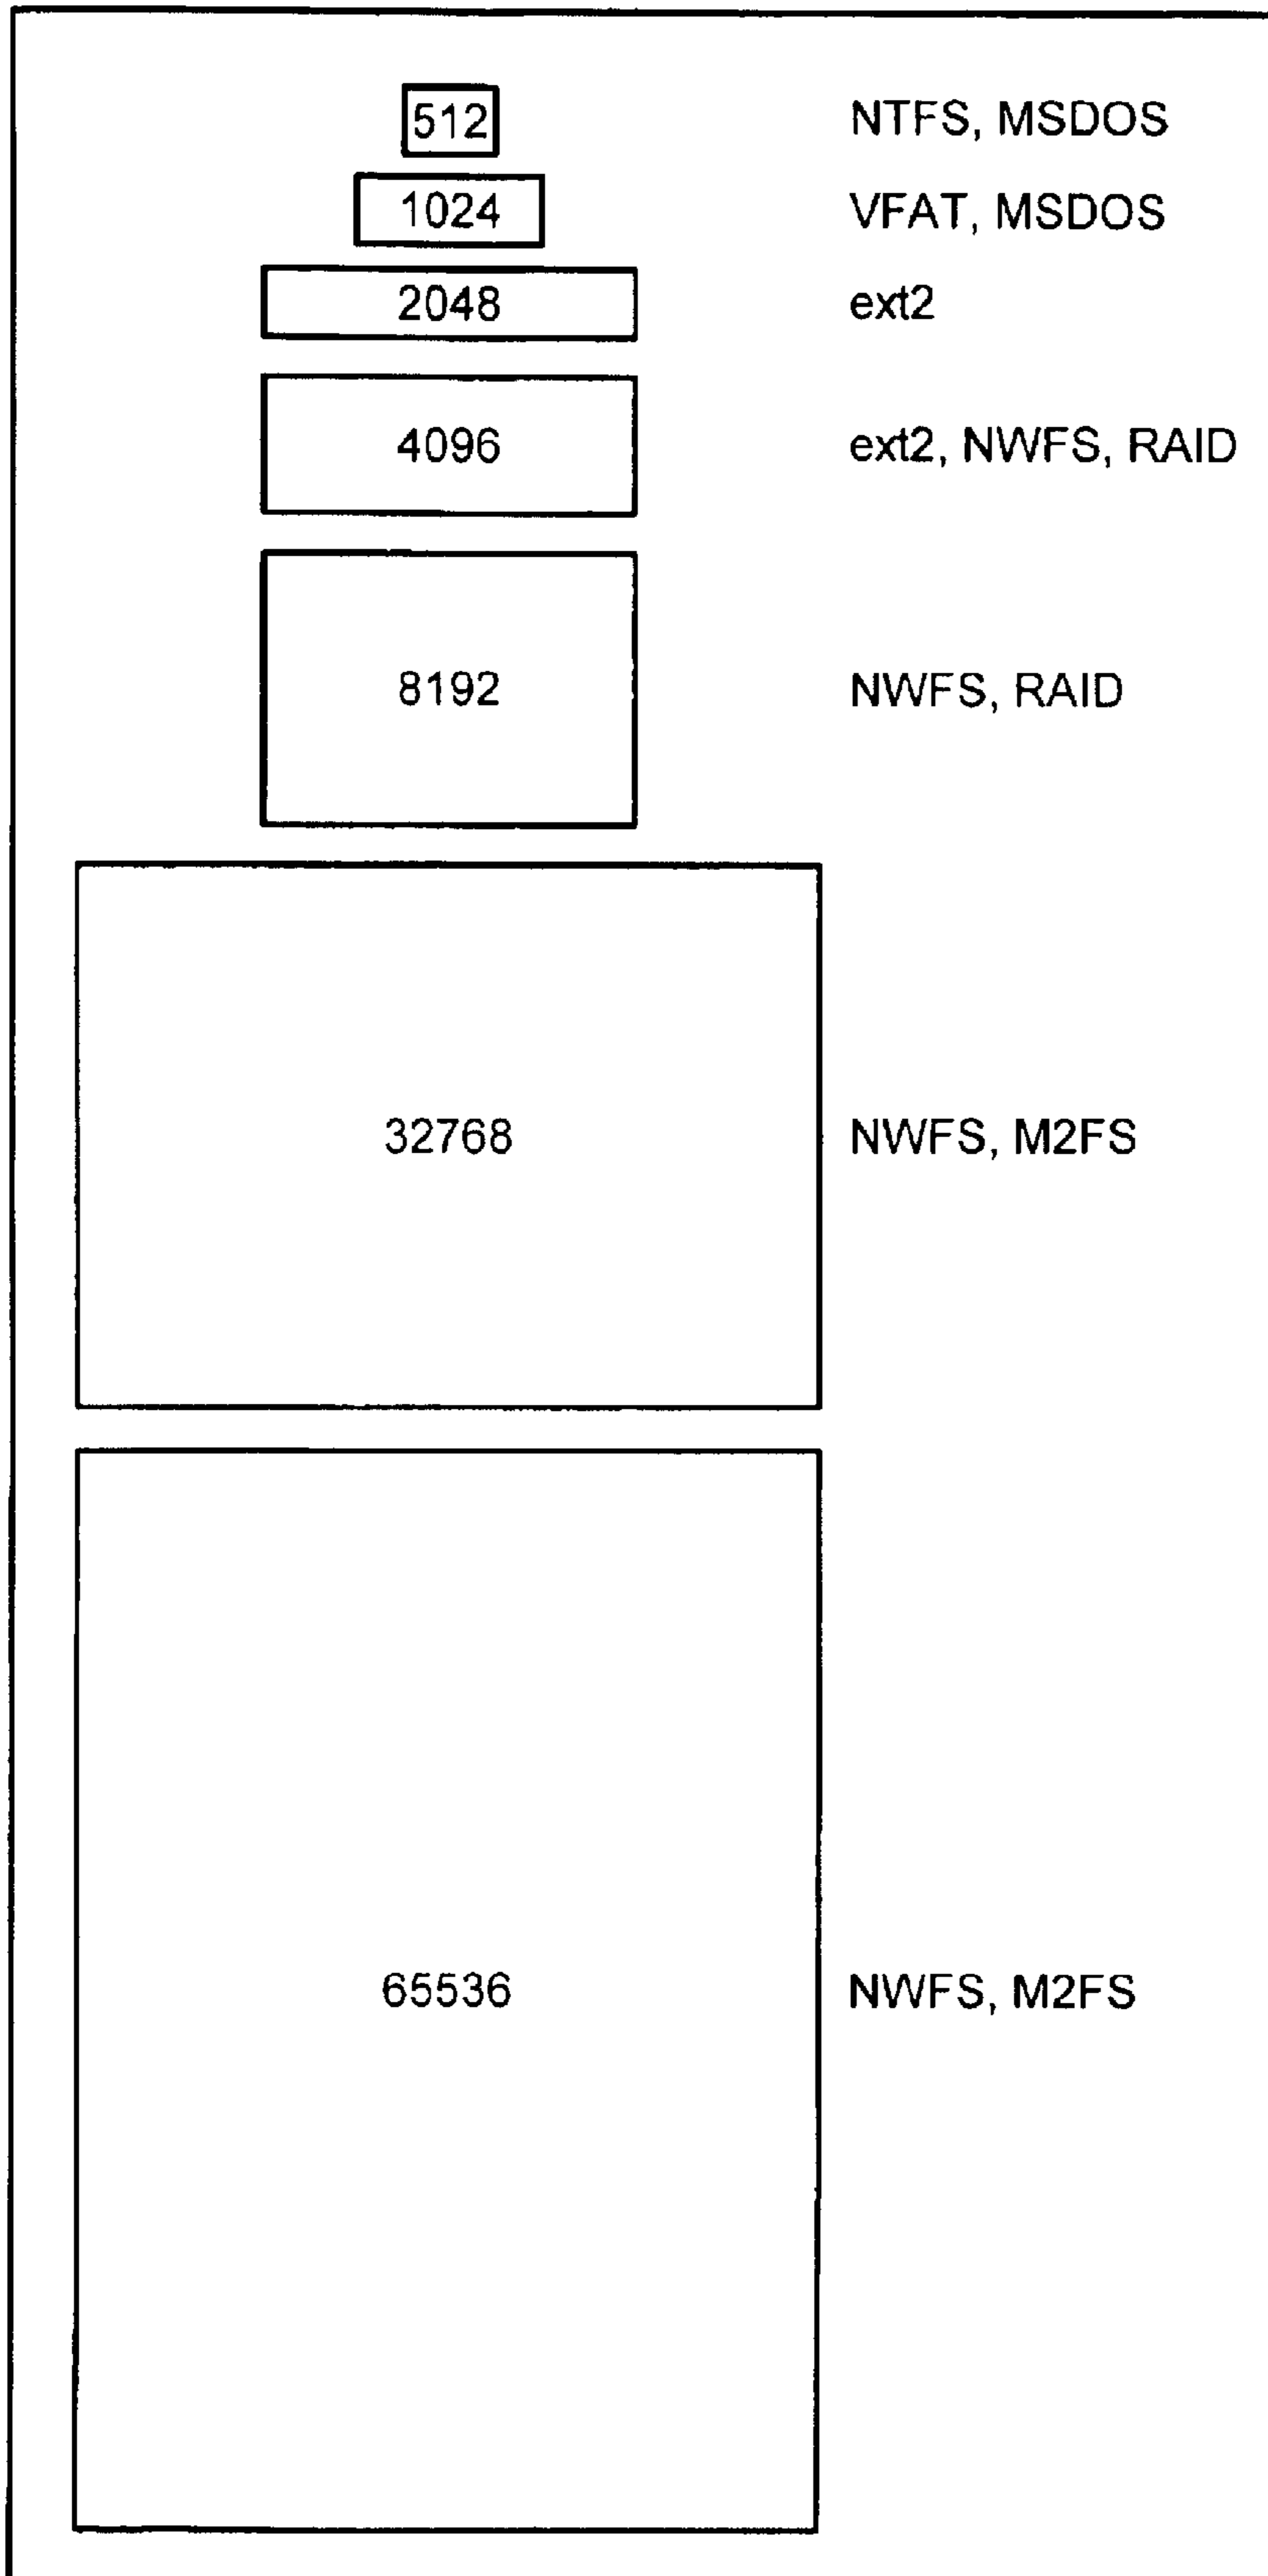 512 NTFS, MSDOS
1024 VFAT, MSDOS
2048 ext2
4096 ext2, NWFS, RAID
8192 NWFS, RAID
32768 NWFS, M2FS
65536 NWFS, M2FS